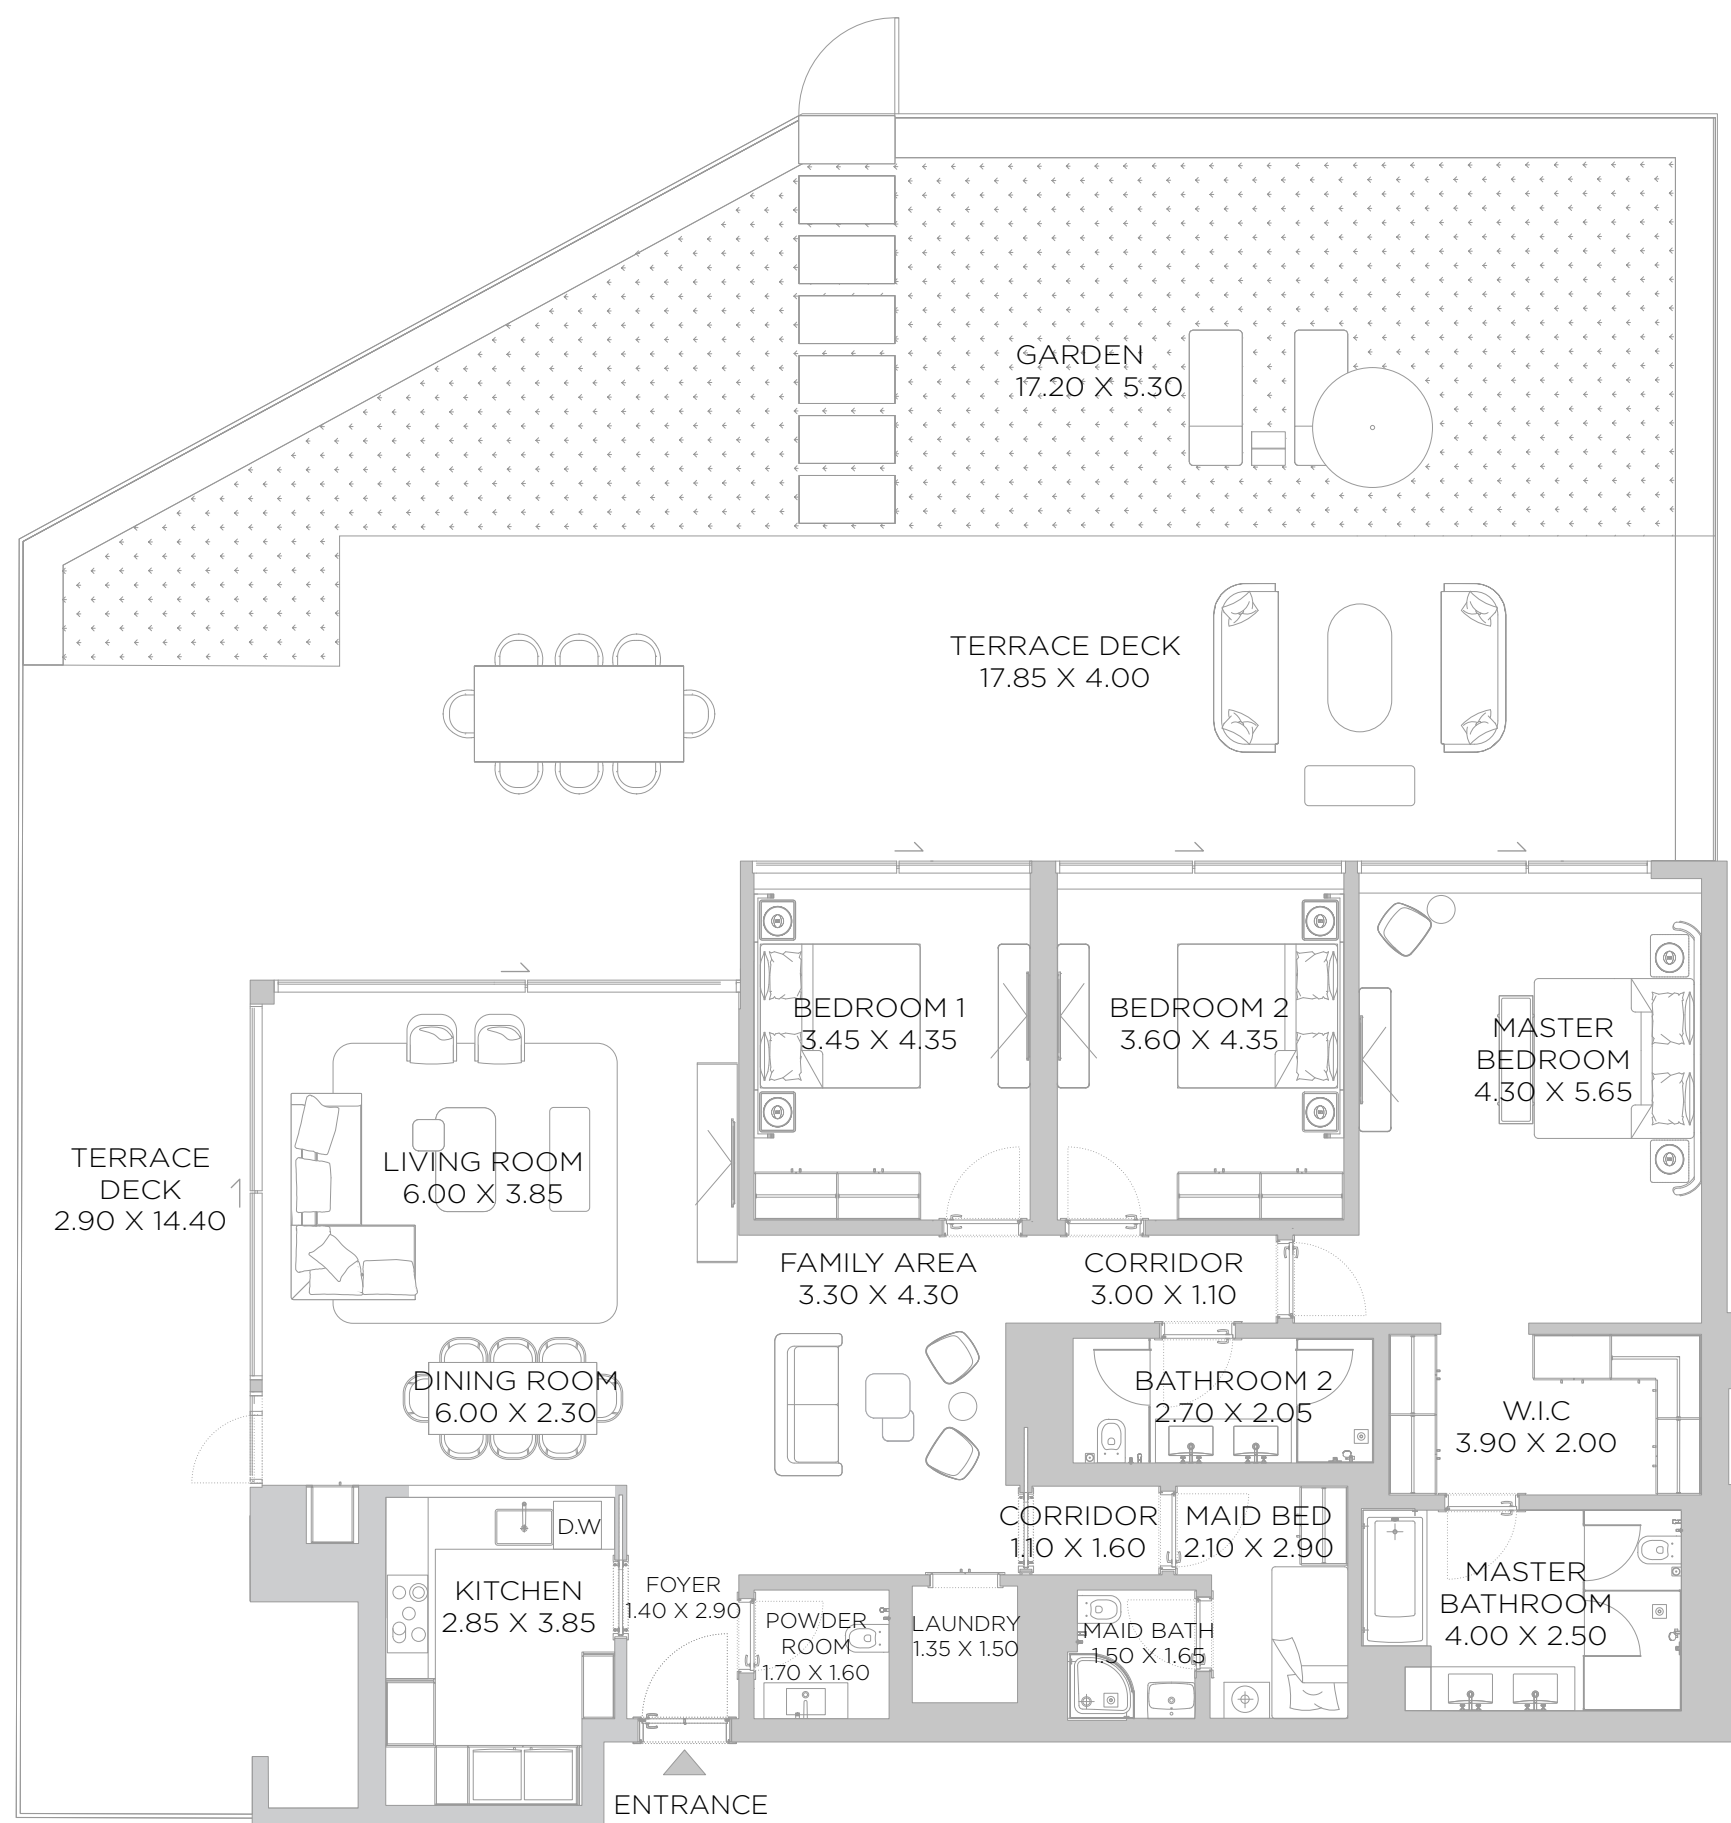 GARDEN
17.20 X 5.30
TERRACE DECK
17.85 X 4.00
BEDROOM 1
3.45 X 4.35
BEDROOM 2
3.60 X 4.35
MASTER
BEDROOM
4.30 X 5.65
TERRACE
DECK
2.90 X 14.40
LIVING ROOM
6.00 X 3.85
FAMILY AREA
3.30 X 4.30
CORRIDOR
3.00 X 1.10
DINING ROOM
6.00 X 2.30
BATHROOM 2
2.70 X 2.05
W.I.C
3.90 X 2.00
D.W
CORRIDOR
1.10 X 1.60
MAID BED
2.10 X 2.90
KITCHEN
2.85 X 3.85
FOYER
1.40 X 2.90
POWDER
ROOM
1.70 X 1.60
LAUNDRY
1.35 X 1.50
MAID BATH
1.50 X 1.65
MASTER
BATHROOM
4.00 X 2.50
ENTRANCE